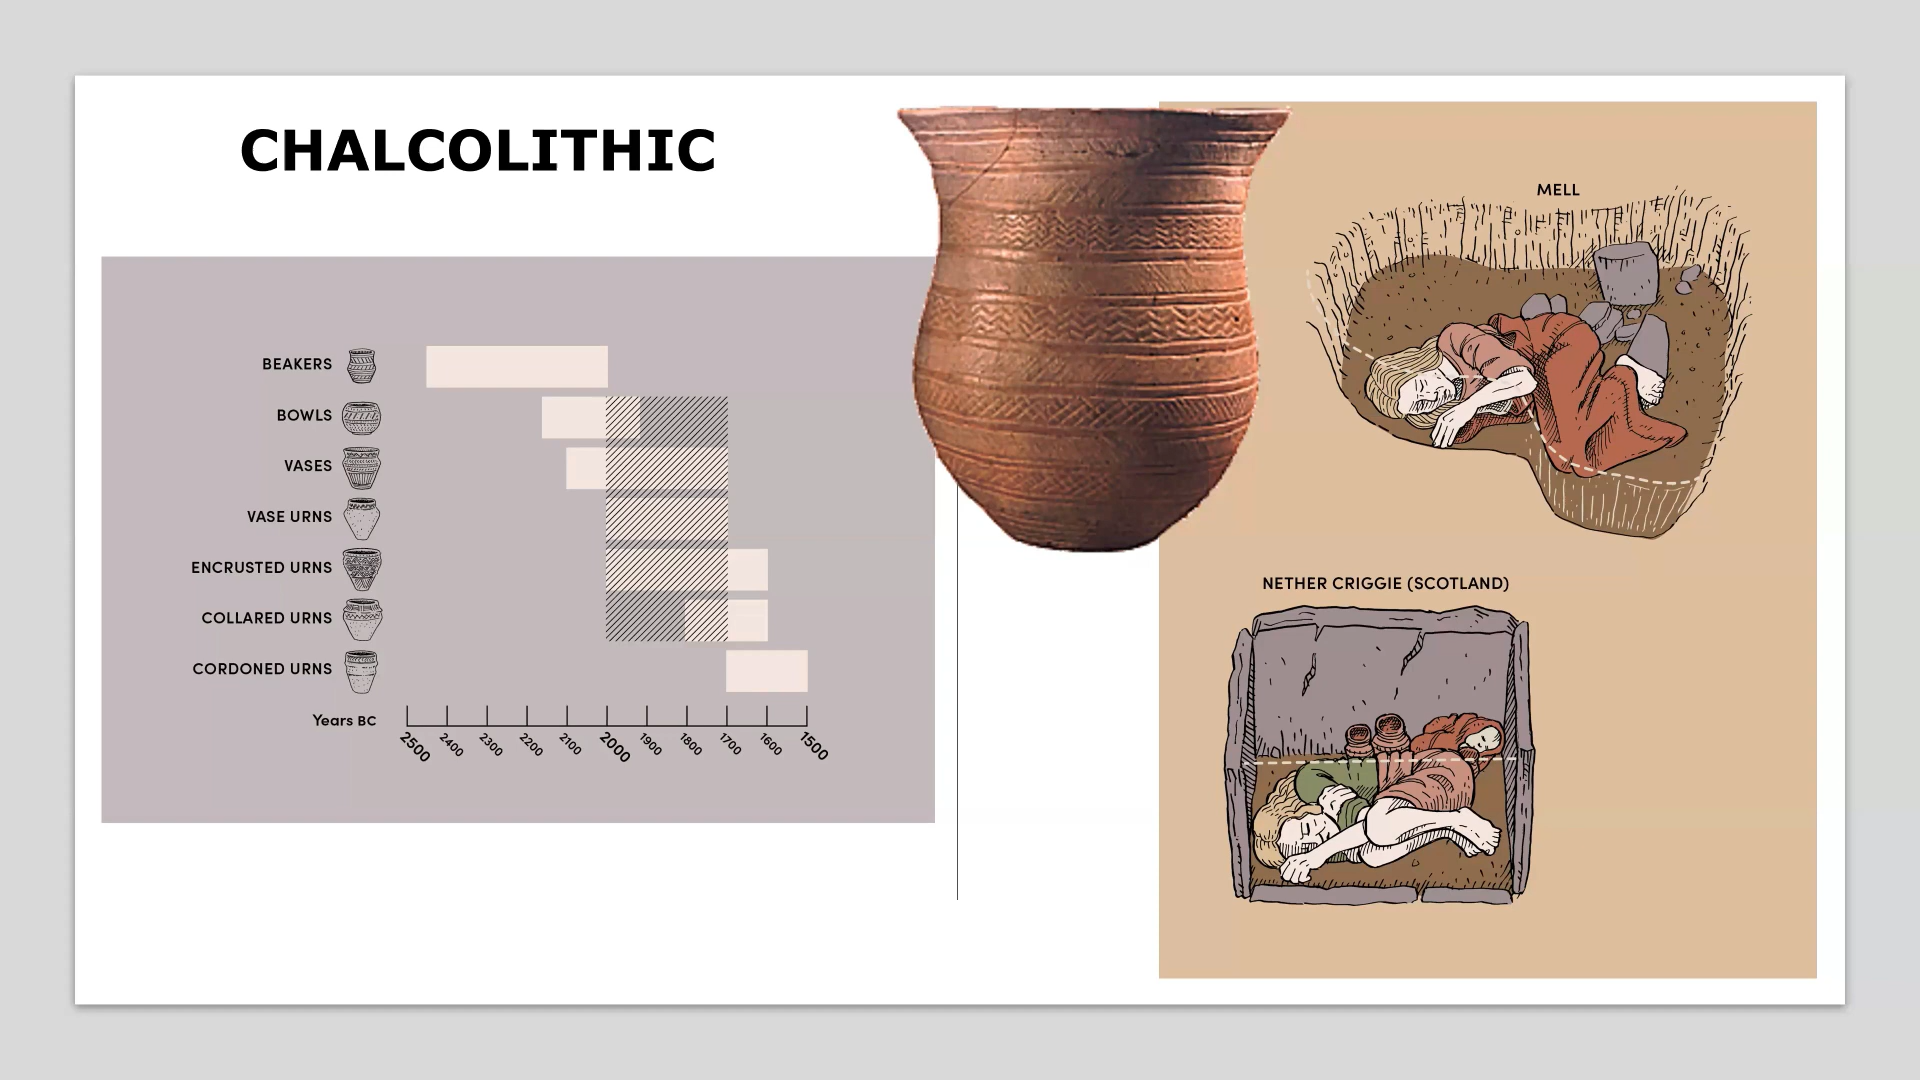 CHALCOLITHIC
BEAKERS
BOWLS
VASES
VASE URNS
ENCRUSTED URNS
COLLARED URNS
CORDONED URNS
Years BC
2500 2400 2300 2200 2100 2000 1900 1800 1700 1600 1500
MELL
NETHER CRIGGIE (SCOTLAND)